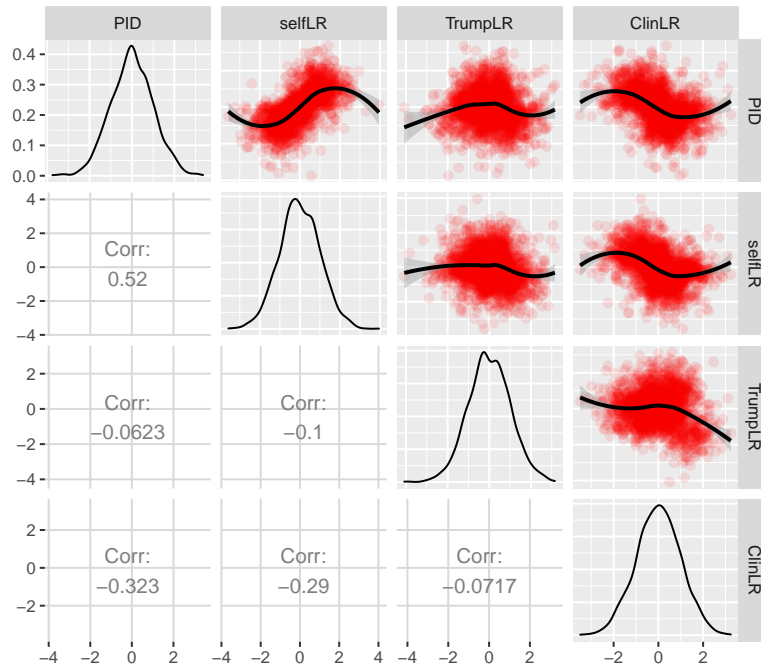 PID selfLR TrumpLR ClinLR
0.4
0.3
0.2
0.1
0.0
PID
4
2
0
−2
−4
Corr:
0.52
selfLR
2
0
−2
−4
Corr:
−0.0623
Corr:
−0.1
TrumpLR
2
0
−2
Corr:
−0.323
Corr:
−0.29
Corr:
−0.0717
ClinLR
−4 −2 0 2 −4 −2 0 2 4 −4 −2 0 2 −2 0 2